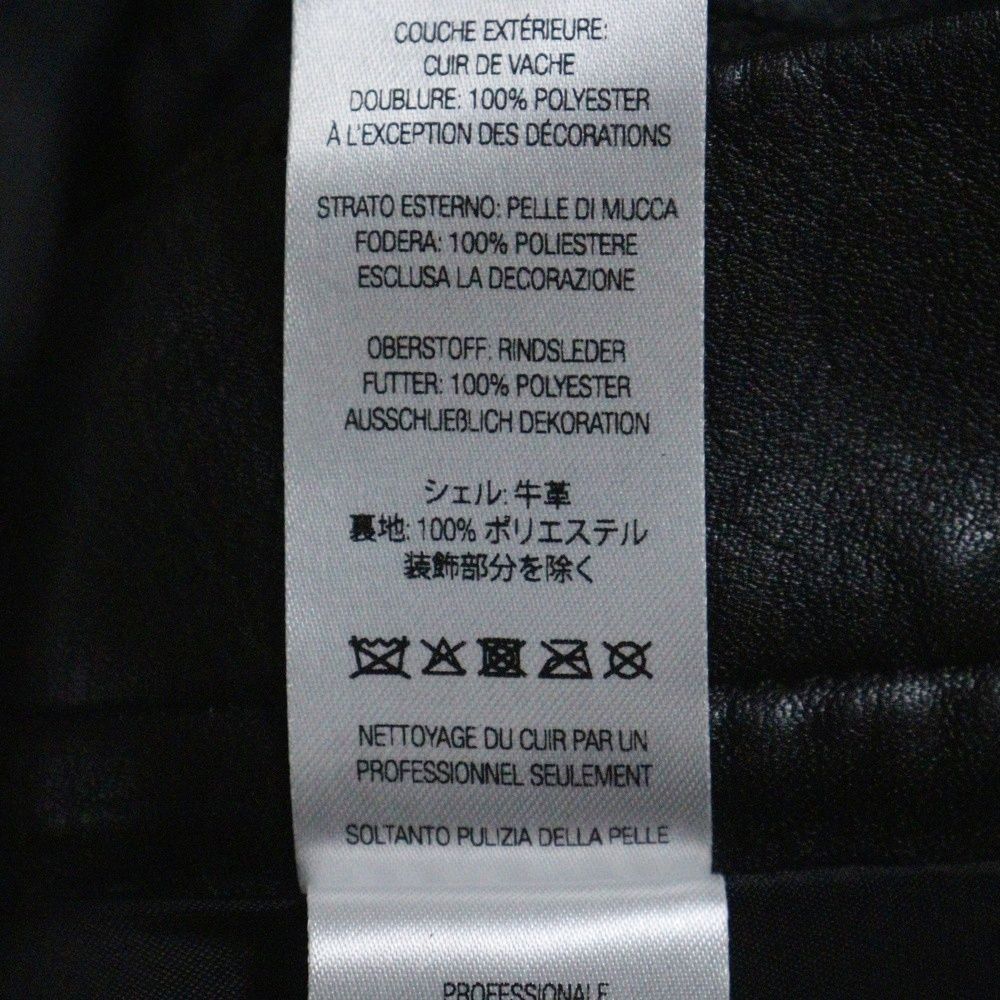 COUCHE EXTÉRIEURE:
CUIR DE VACHE
DOUBLURE: 100% POLYESTER
À L'EXCEPTION DES DÉCORATIONS
STRATO ESTERNO: PELLE DI MUCCA
FODERA: 100% POLIESTERE
ESCLUSA LA DECORAZIONE
OBERSTOFF: RINDSLEDER
FUTTER: 100% POLYESTER
AUSSCHLIEßLICH DEKORATION
シェル: 牛革
裏地: 100% ポリエステル
装飾部分を除く
NETTOYAGE DU CUIR PAR UN
PROFESSIONNEL SEULEMENT
SOLTANTO PULIZIA DELLA PELLE
PROFESSIONALE